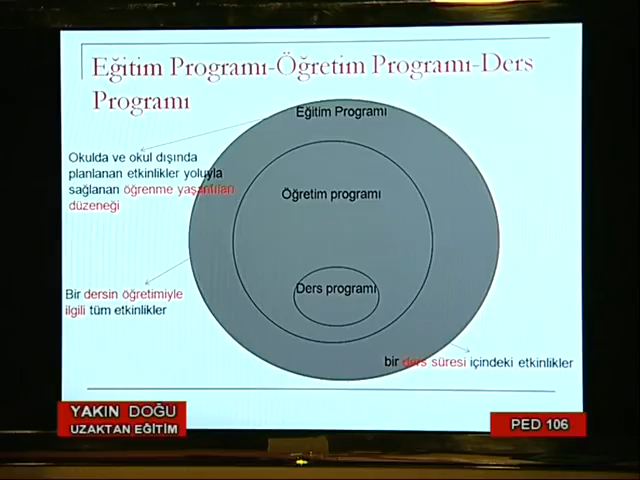 Eğitim Programı-Öğretim Programı-Ders
Programı
Eğitim Programı
Okulda ve okul dışında
planlanan etkinlikler yoluyla
sağlanan öğrenme yaşantıları
düzeneği
Öğretim programı
Ders programı
Bir dersin öğretimiyle
ilgili tüm etkinlikler
bir ders süresi içindeki etkinlikler
YAKIN DOĞU
UZAKTAN EĞİTİM
PED 106